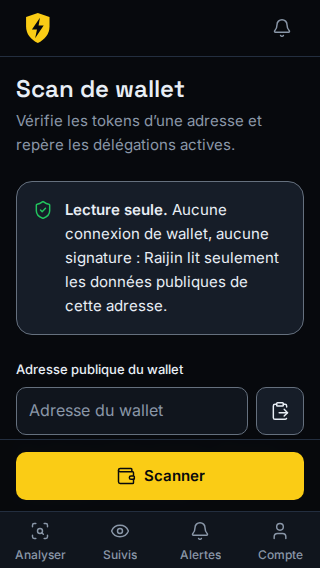 Scan de wallet
Vérifie les tokens d’une adresse et
repère les délégations actives.
Lecture seule. Aucune
connexion de wallet, aucune
signature : Raijin lit seulement
les données publiques de
cette adresse.
Adresse publique du wallet
Adresse du wallet
Scanner
Analyser
Suivis
Alertes
Compte